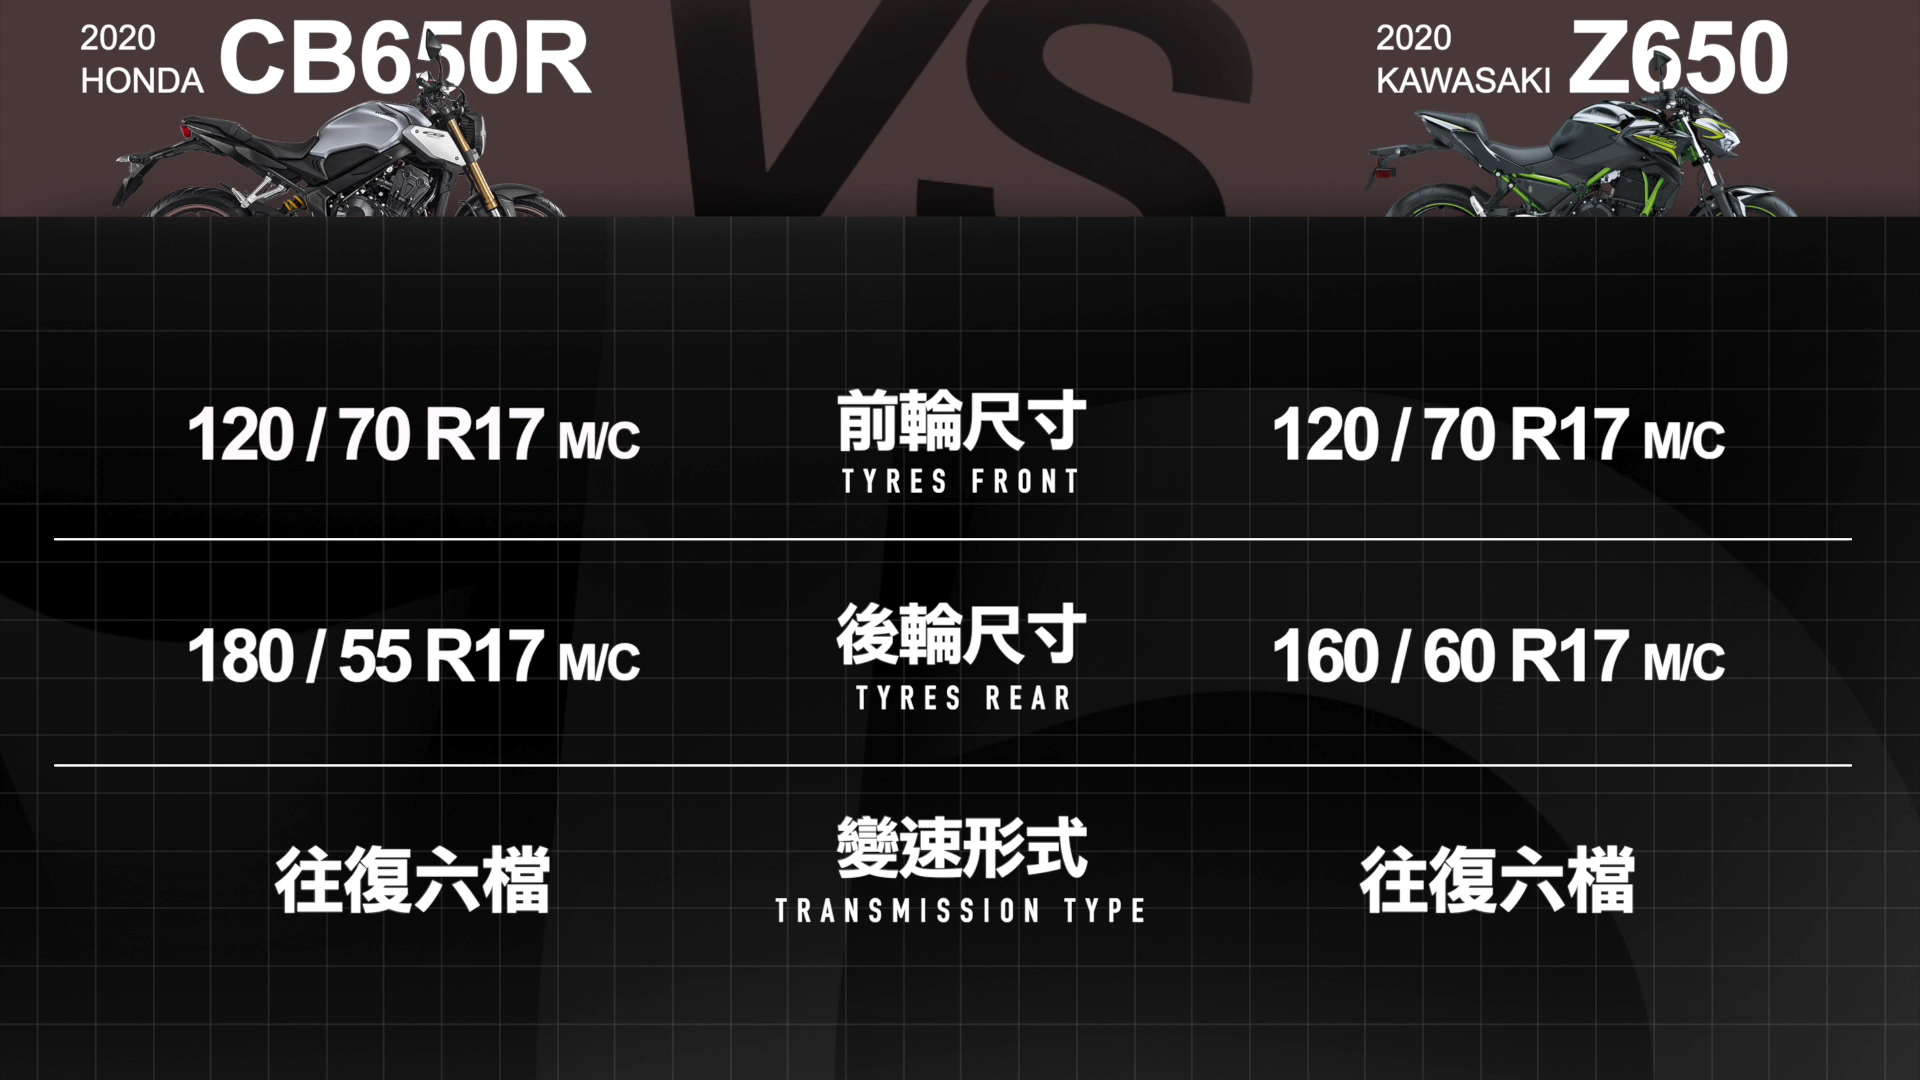 2020
HONDA CB650R
VS
2020
KAWASAKI Z650
120 / 70 R17 M/C
前輪尺寸
TYRES FRONT
120 / 70 R17 M/C
180 / 55 R17 M/C
後輪尺寸
TYRES REAR
160 / 60 R17 M/C
往復六檔
變速形式
TRANSMISSION TYPE
往復六檔